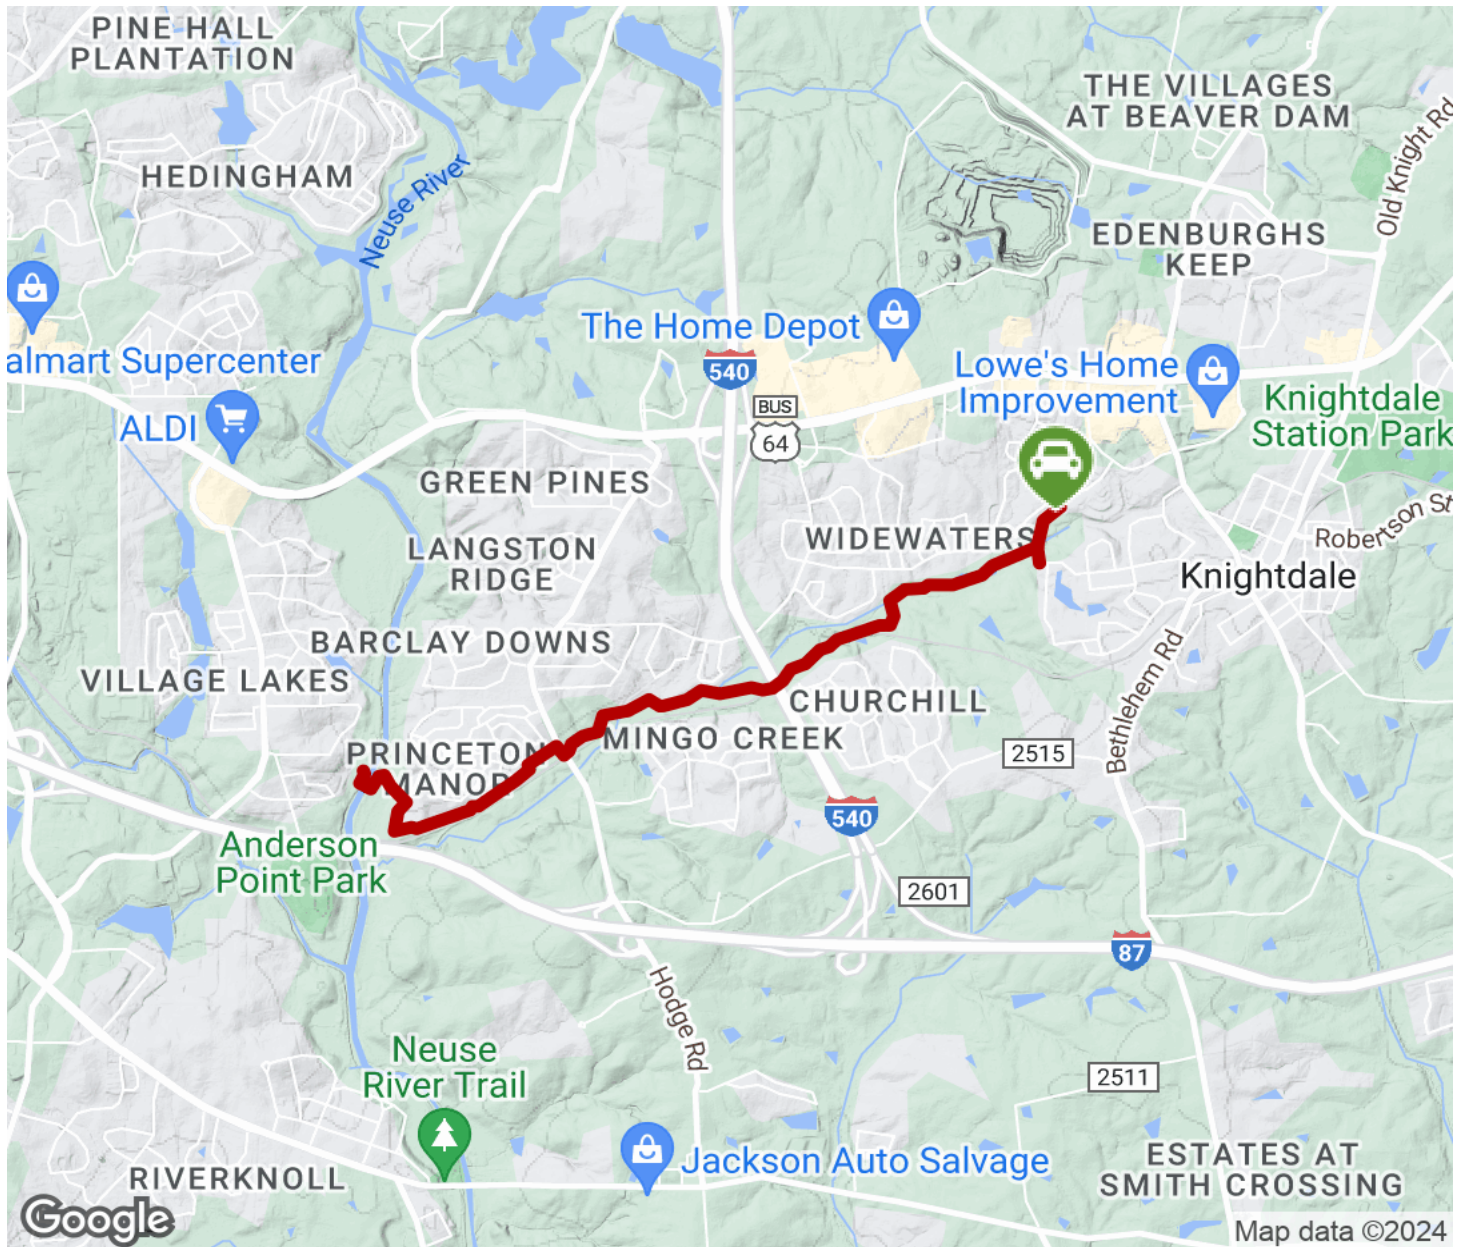 PINE HALL
PLANTATION
THE VILLAGES
AT BEAVER DAM
Old Knight Rd
HEDINGHAM
Neuse River
EDENBURGHS
KEEP
The Home Depot
almart Supercenter
540
Lowe's Home
Improvement
BUS
64
Knightdale
Station Park
ALDI
GREEN PINES
WIDEWATERS
Robertson St
LANGSTON
RIDGE
Knightdale
BARCLAY DOWNS
VILLAGE LAKES
Bethlehem Rd
CHURCHILL
MINGO CREEK
PRINCETON
MANOR
2515
540
Anderson
Point Park
2601
87
Hodge Rd
Neuse
River Trail
2511
Jackson Auto Salvage
RIVERKNOLL
ESTATES AT
SMITH CROSSING
Google
Map data ©2024